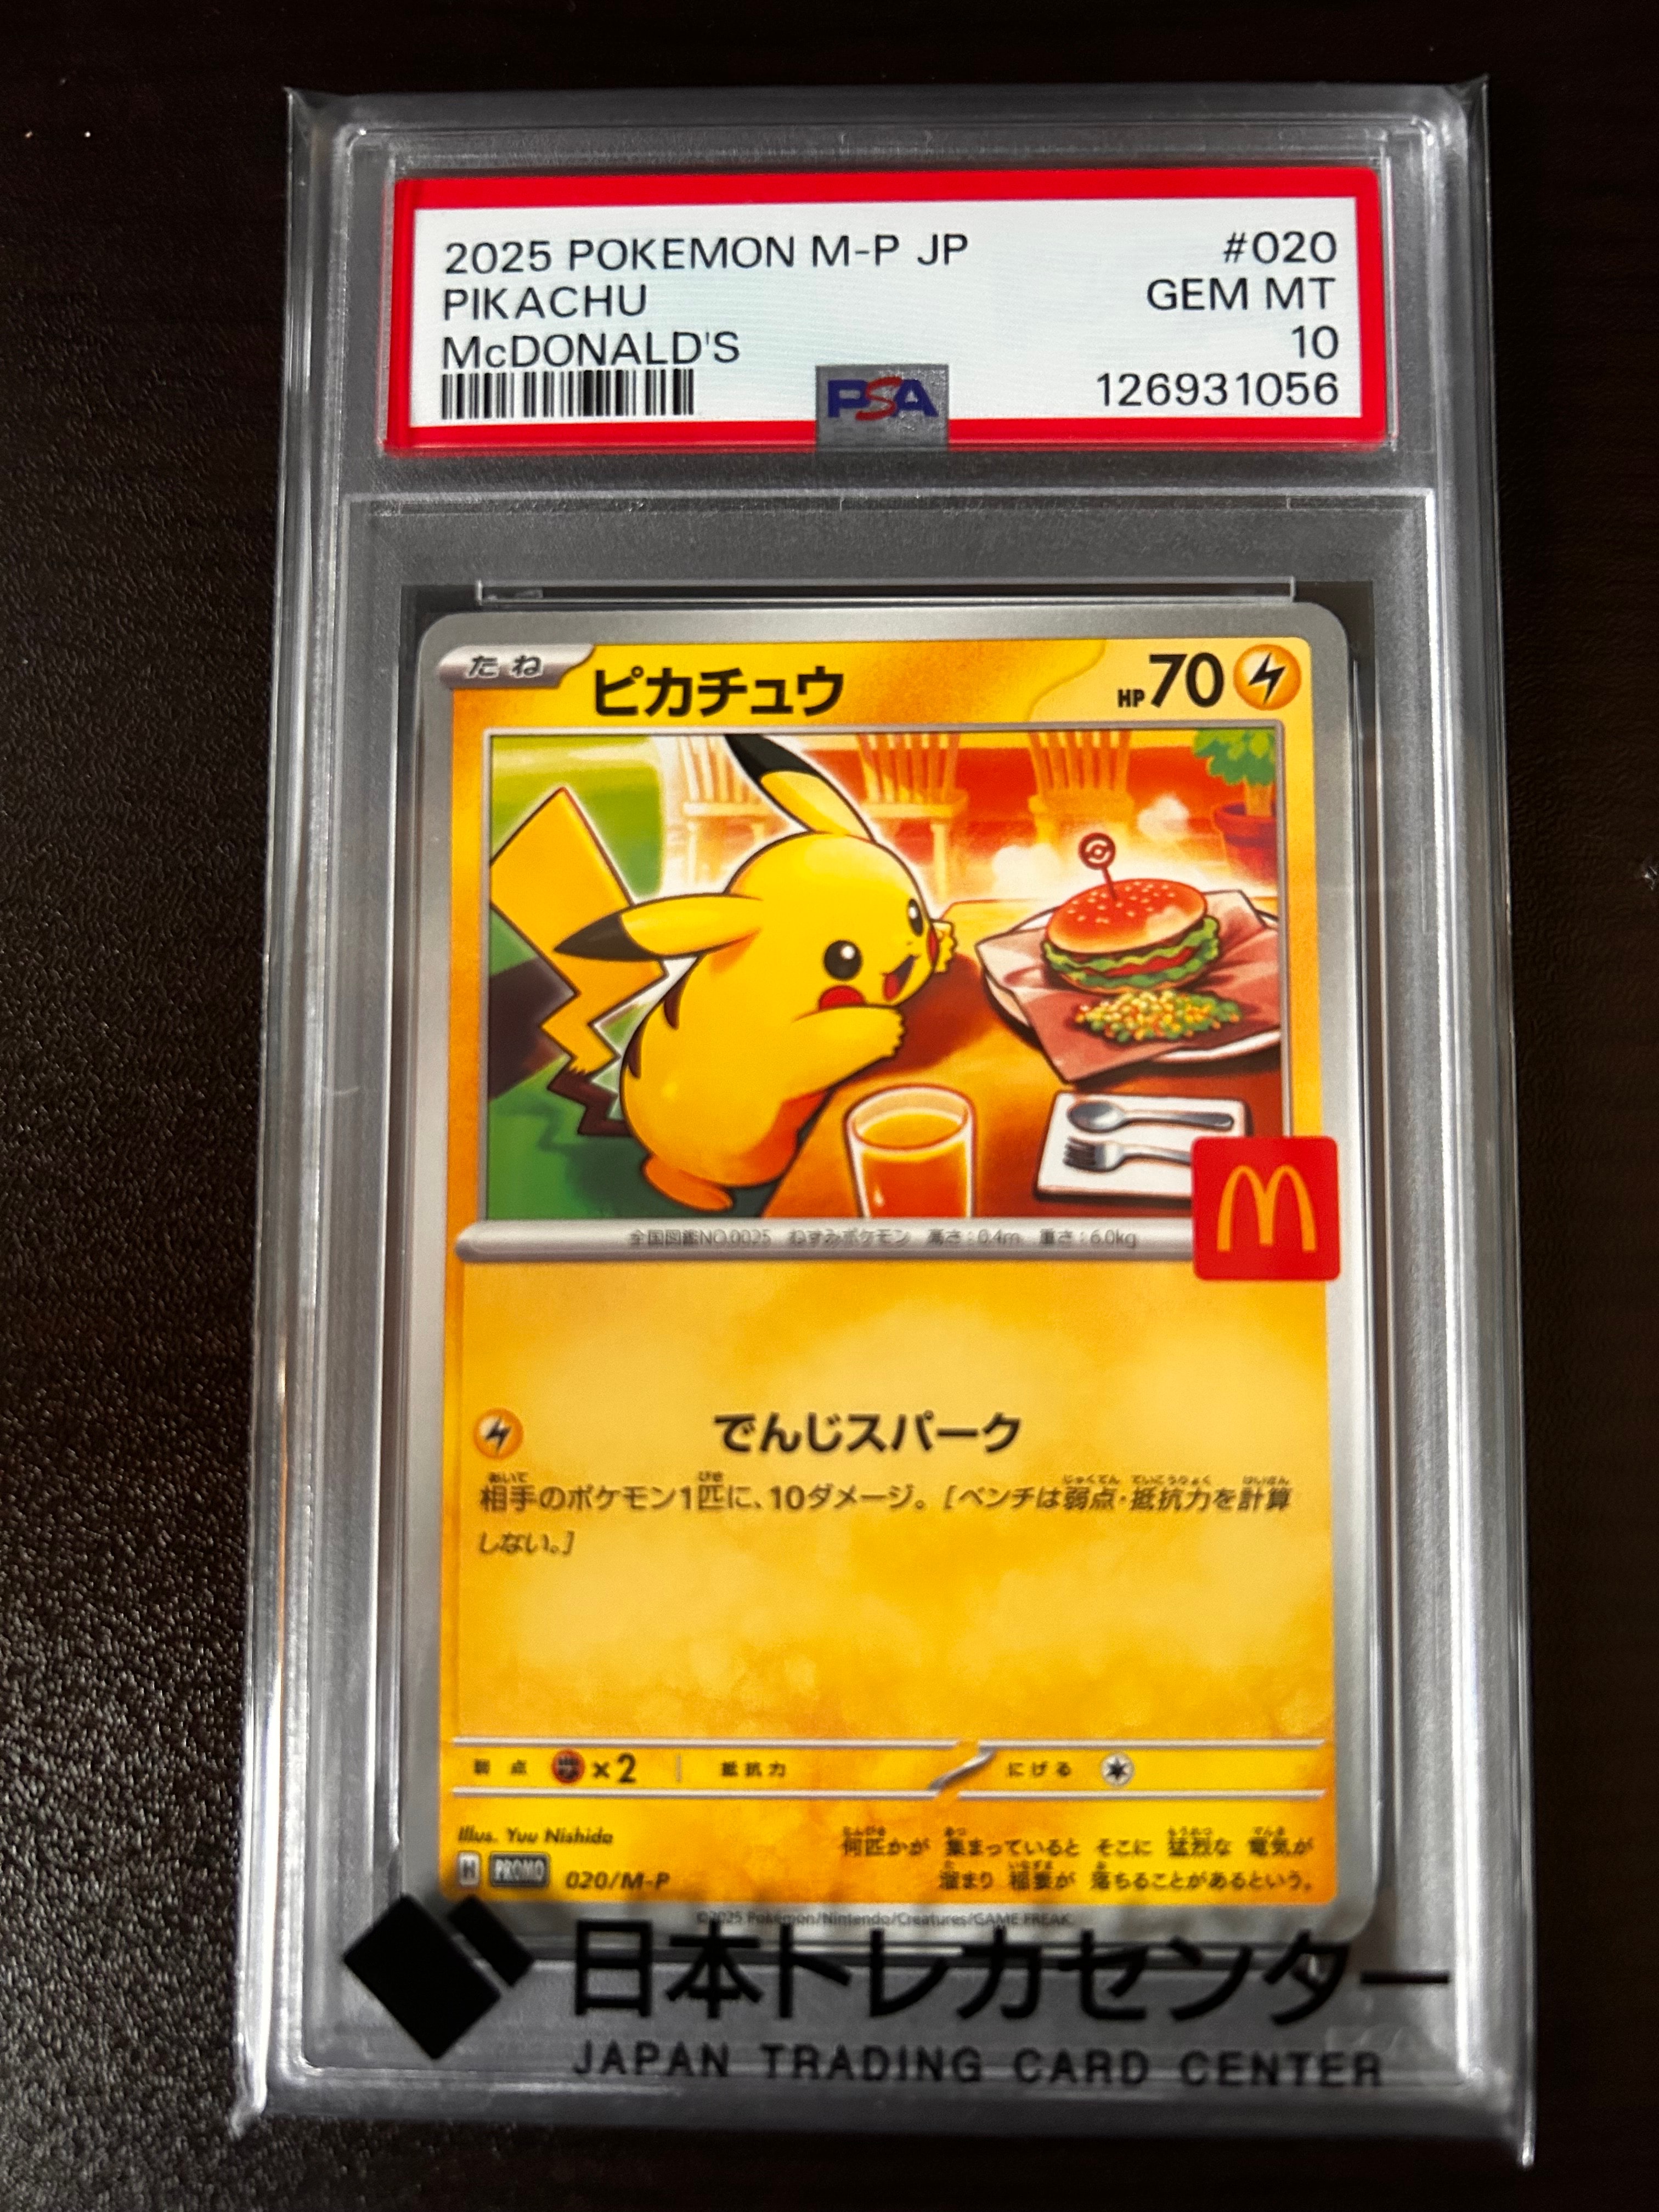 2025 POKEMON M-P JP #020
PIKACHU GEM MT
McDONALD'S 10
PSA 126931056
たね ピカチュウ HP70
全国図鑑NO.0025 ねずみポケモン 高さ:0.4m 重さ:6.0kg
でんじスパーク
相手のポケモン1匹に、10ダメージ。[ベンチは弱点・抵抗力を計算
しない。]
弱点 ×2 抵抗力 にげる
Illus. Yuu Nishida
PROMO 020/M-P
何匹かが 集まっていると そこに 猛烈な 電気が
溜まり 稲妻が 落ちることがあるという。
©2025 Pokémon/Nintendo/Creatures/GAME FREAK.
日本トレカセンター
JAPAN TRADING CARD CENTER